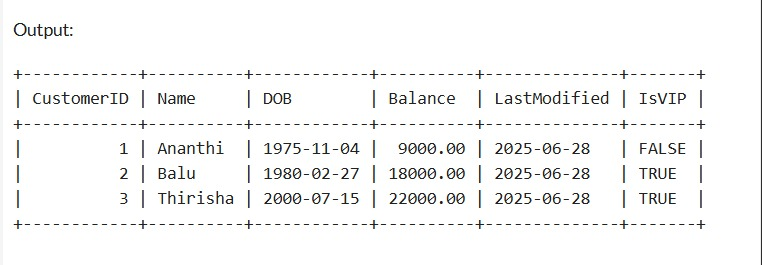 Output:
+------------+----------+------------+----------+--------------+-------+
| CustomerID | Name     | DOB        | Balance  | LastModified | IsVIP |
+------------+----------+------------+----------+--------------+-------+
|          1 | Ananthi  | 1975-11-04 |  9000.00 | 2025-06-28   | FALSE |
|          2 | Balu     | 1980-02-27 | 18000.00 | 2025-06-28   | TRUE  |
|          3 | Thirisha | 2000-07-15 | 22000.00 | 2025-06-28   | TRUE  |
+------------+----------+------------+----------+--------------+-------+